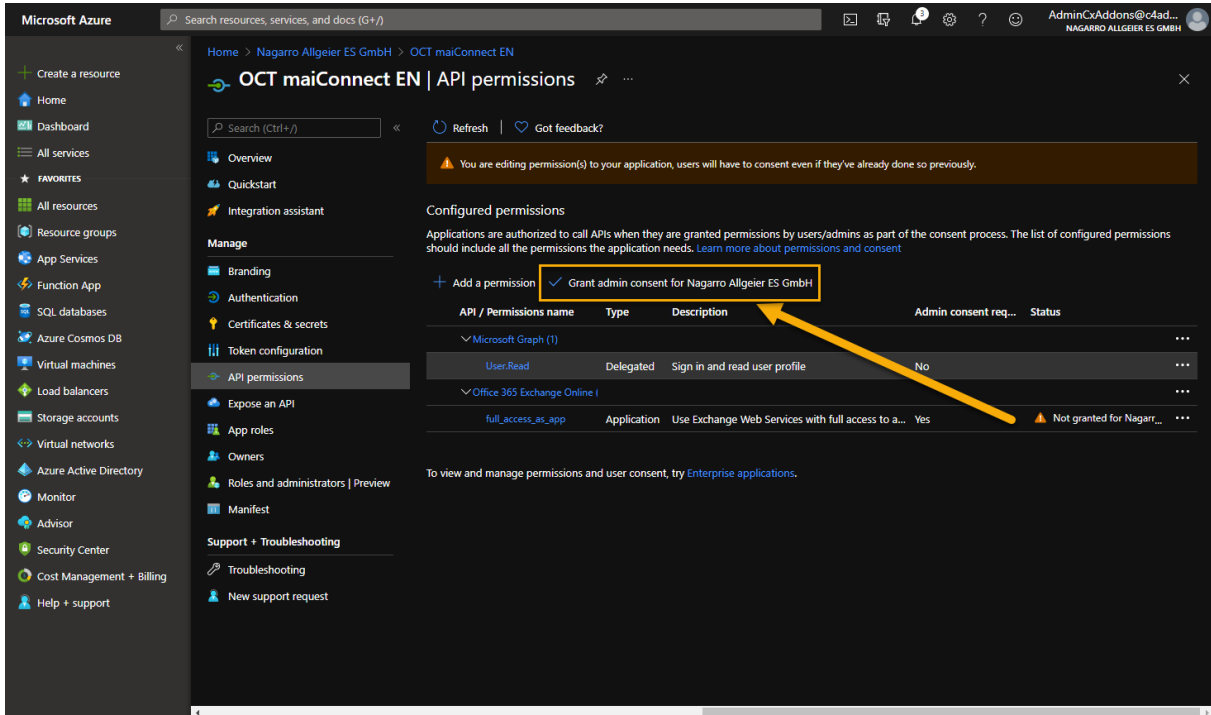 Microsoft Azure
Search resources, services, and docs (G+/)
3
AdminCxAddons@c4ad...
NAGARRO ALLGEIER ES GMBH
Create a resource
Home
Dashboard
All services
FAVORITES
All resources
Resource groups
App Services
Function App
SQL databases
Azure Cosmos DB
Virtual machines
Load balancers
Storage accounts
Virtual networks
Azure Active Directory
Monitor
Advisor
Security Center
Cost Management + Billing
Help + support
Home > Nagarro Allgeier ES GmbH > OCT maiConnect EN
OCT maiConnect EN | API permissions
Search (Ctrl+/)
Overview
Quickstart
Integration assistant
Manage
Branding
Authentication
Certificates & secrets
Token configuration
API permissions
Expose an API
App roles
Owners
Roles and administrators | Preview
Manifest
Support + Troubleshooting
Troubleshooting
New support request
Refresh | Got feedback?
You are editing permission(s) to your application, users will have to consent even if they've already done so previously.
Configured permissions
Applications are authorized to call APIs when they are granted permissions by users/admins as part of the consent process. The list of configured permissions
should include all the permissions the application needs. Learn more about permissions and consent
Add a permission Grant admin consent for Nagarro Allgeier ES GmbH
API / Permissions name Type Description Admin consent req... Status
Microsoft Graph (1)
User.Read Delegated Sign in and read user profile No
Office 365 Exchange Online (
full_access_as_app Application Use Exchange Web Services with full access to a... Yes Not granted for Nagarr...
To view and manage permissions and user consent, try Enterprise applications.